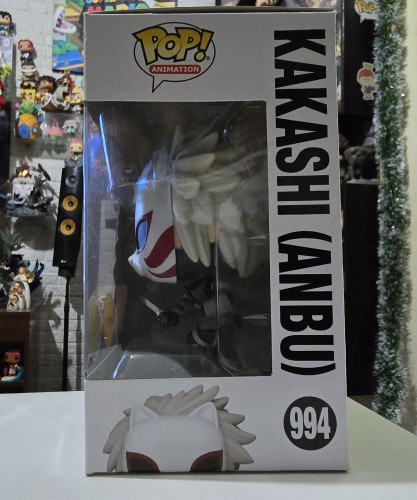 POP!
ANIMATION
KAKASHI (ANBU)
994